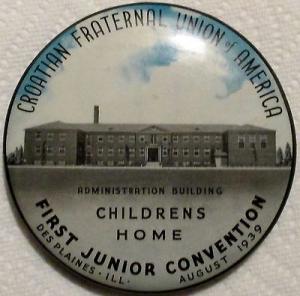 CROATIAN FRATERNAL UNION of AMERICA
ADMINISTRATION BUILDING
CHILDRENS
HOME
FIRST JUNIOR CONVENTION
DES PLAINES - ILL. AUGUST 1939